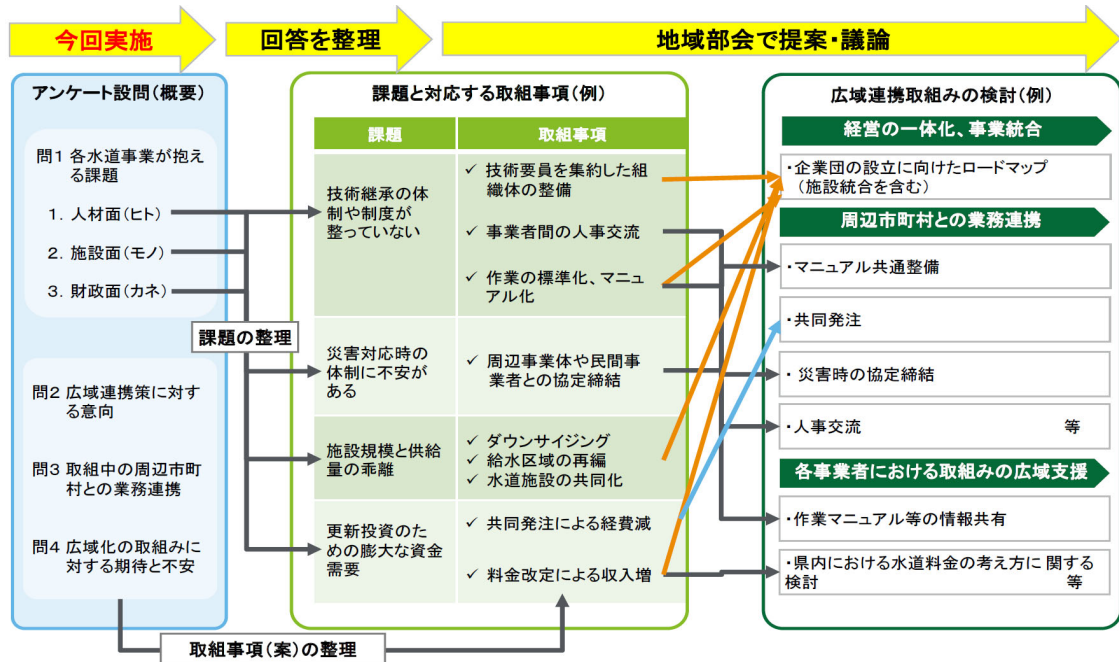 今回実施
回答を整理
地域部会で提案・議論
アンケート設問(概要)
問1 各水道事業が抱え
る課題
1. 人材面(ヒト)
2. 施設面(モノ)
3. 財政面(カネ)
課題の整理
問2 広域連携策に対す
る意向
問3 取組中の周辺市町
村との業務連携
問4 広域化の取組みに
対する期待と不安
取組事項(案)の整理
課題と対応する取組事項(例)
課題
取組事項
技術継承の体
制や制度が
整っていない
✓ 技術要員を集約した組
織体の整備
✓ 事業者間の人事交流
✓ 作業の標準化、マニュ
アル化
災害対応時の
体制に不安が
ある
✓ 周辺事業体や民間事
業者との協定締結
施設規模と供給
量の乖離
✓ ダウンサイジング
✓ 給水区域の再編
✓ 水道施設の共同化
更新投資のた
めの膨大な資金
需要
✓ 共同発注による経費減
✓ 料金改定による収入増
広域連携取組みの検討(例)
経営の一体化、事業統合
・企業団の設立に向けたロードマップ
(施設統合を含む)
周辺市町村との業務連携
・マニュアル共通整備
・共同発注
・災害時の協定締結
・人事交流 等
各事業者における取組みの広域支援
・作業マニュアル等の情報共有
・県内における水道料金の考え方に 関する
検討 等